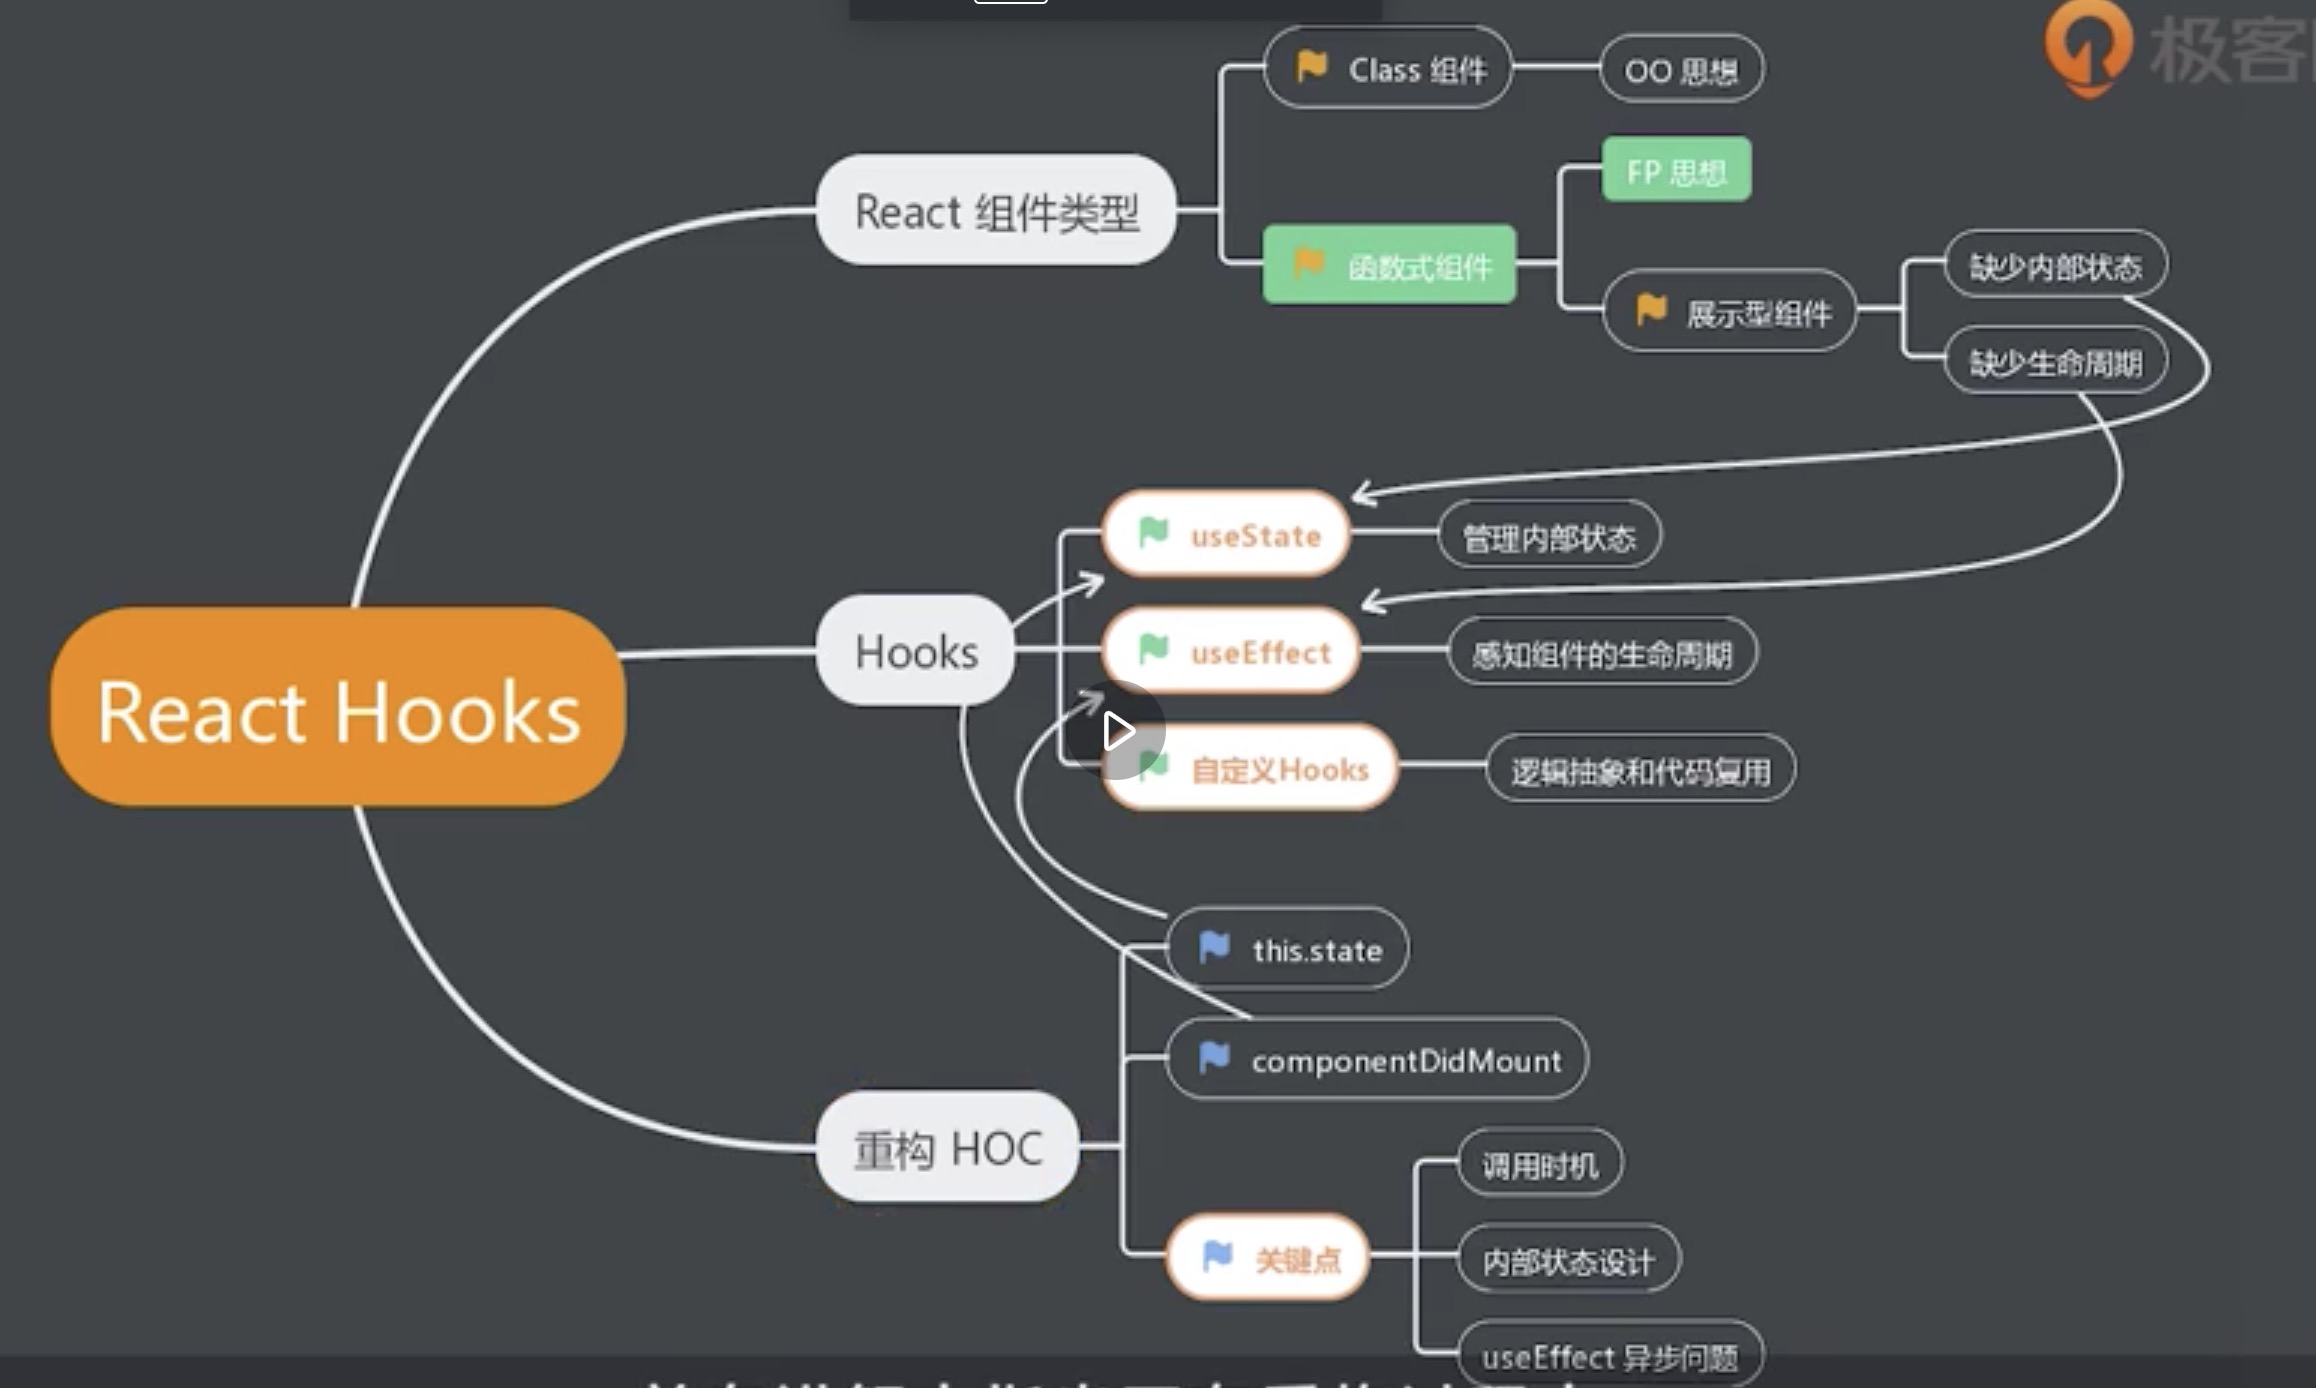 极客
Class 组件
OO 思想
React 组件类型
FP 思想
函数式组件
展示型组件
缺少内部状态
缺少生命周期
useState
管理内部状态
Hooks
useEffect
感知组件的生命周期
React Hooks
自定义Hooks
逻辑抽象和代码复用
this.state
componentDidMount
重构 HOC
关键点
调用时机
内部状态设计
useEffect 异步问题